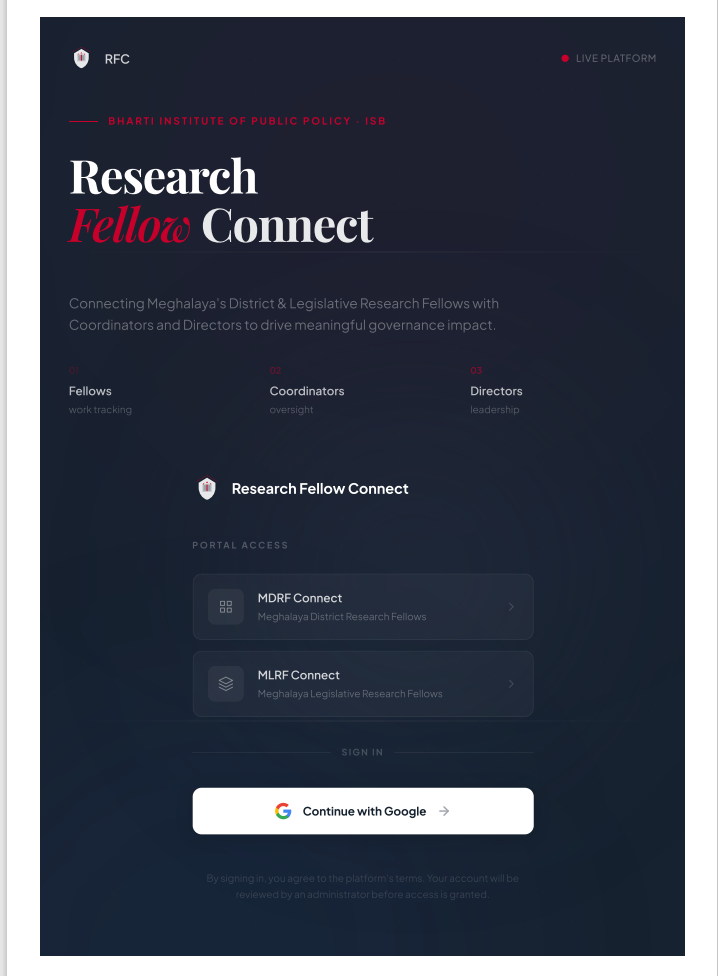 RFC
LIVE PLATFORM
BHARTI INSTITUTE OF PUBLIC POLICY · ISB
Research
Fellow Connect
Connecting Meghalaya's District & Legislative Research Fellows with
Coordinators and Directors to drive meaningful governance impact.
01
02
03
Fellows
Coordinators
Directors
work tracking
oversight
leadership
Research Fellow Connect
PORTAL ACCESS
MDRF Connect
Meghalaya District Research Fellows
MLRF Connect
Meghalaya Legislative Research Fellows
SIGN IN
Continue with Google
By signing in, you agree to the platform's terms. Your account will be
reviewed by an administrator before access is granted.